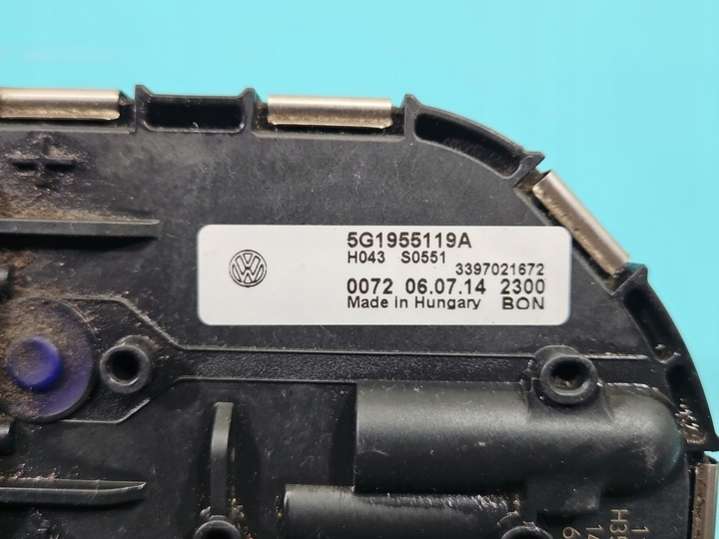 5G1955119A
H043 S0551
3397021672
0072 06.07.14 2300
Made in Hungary BON